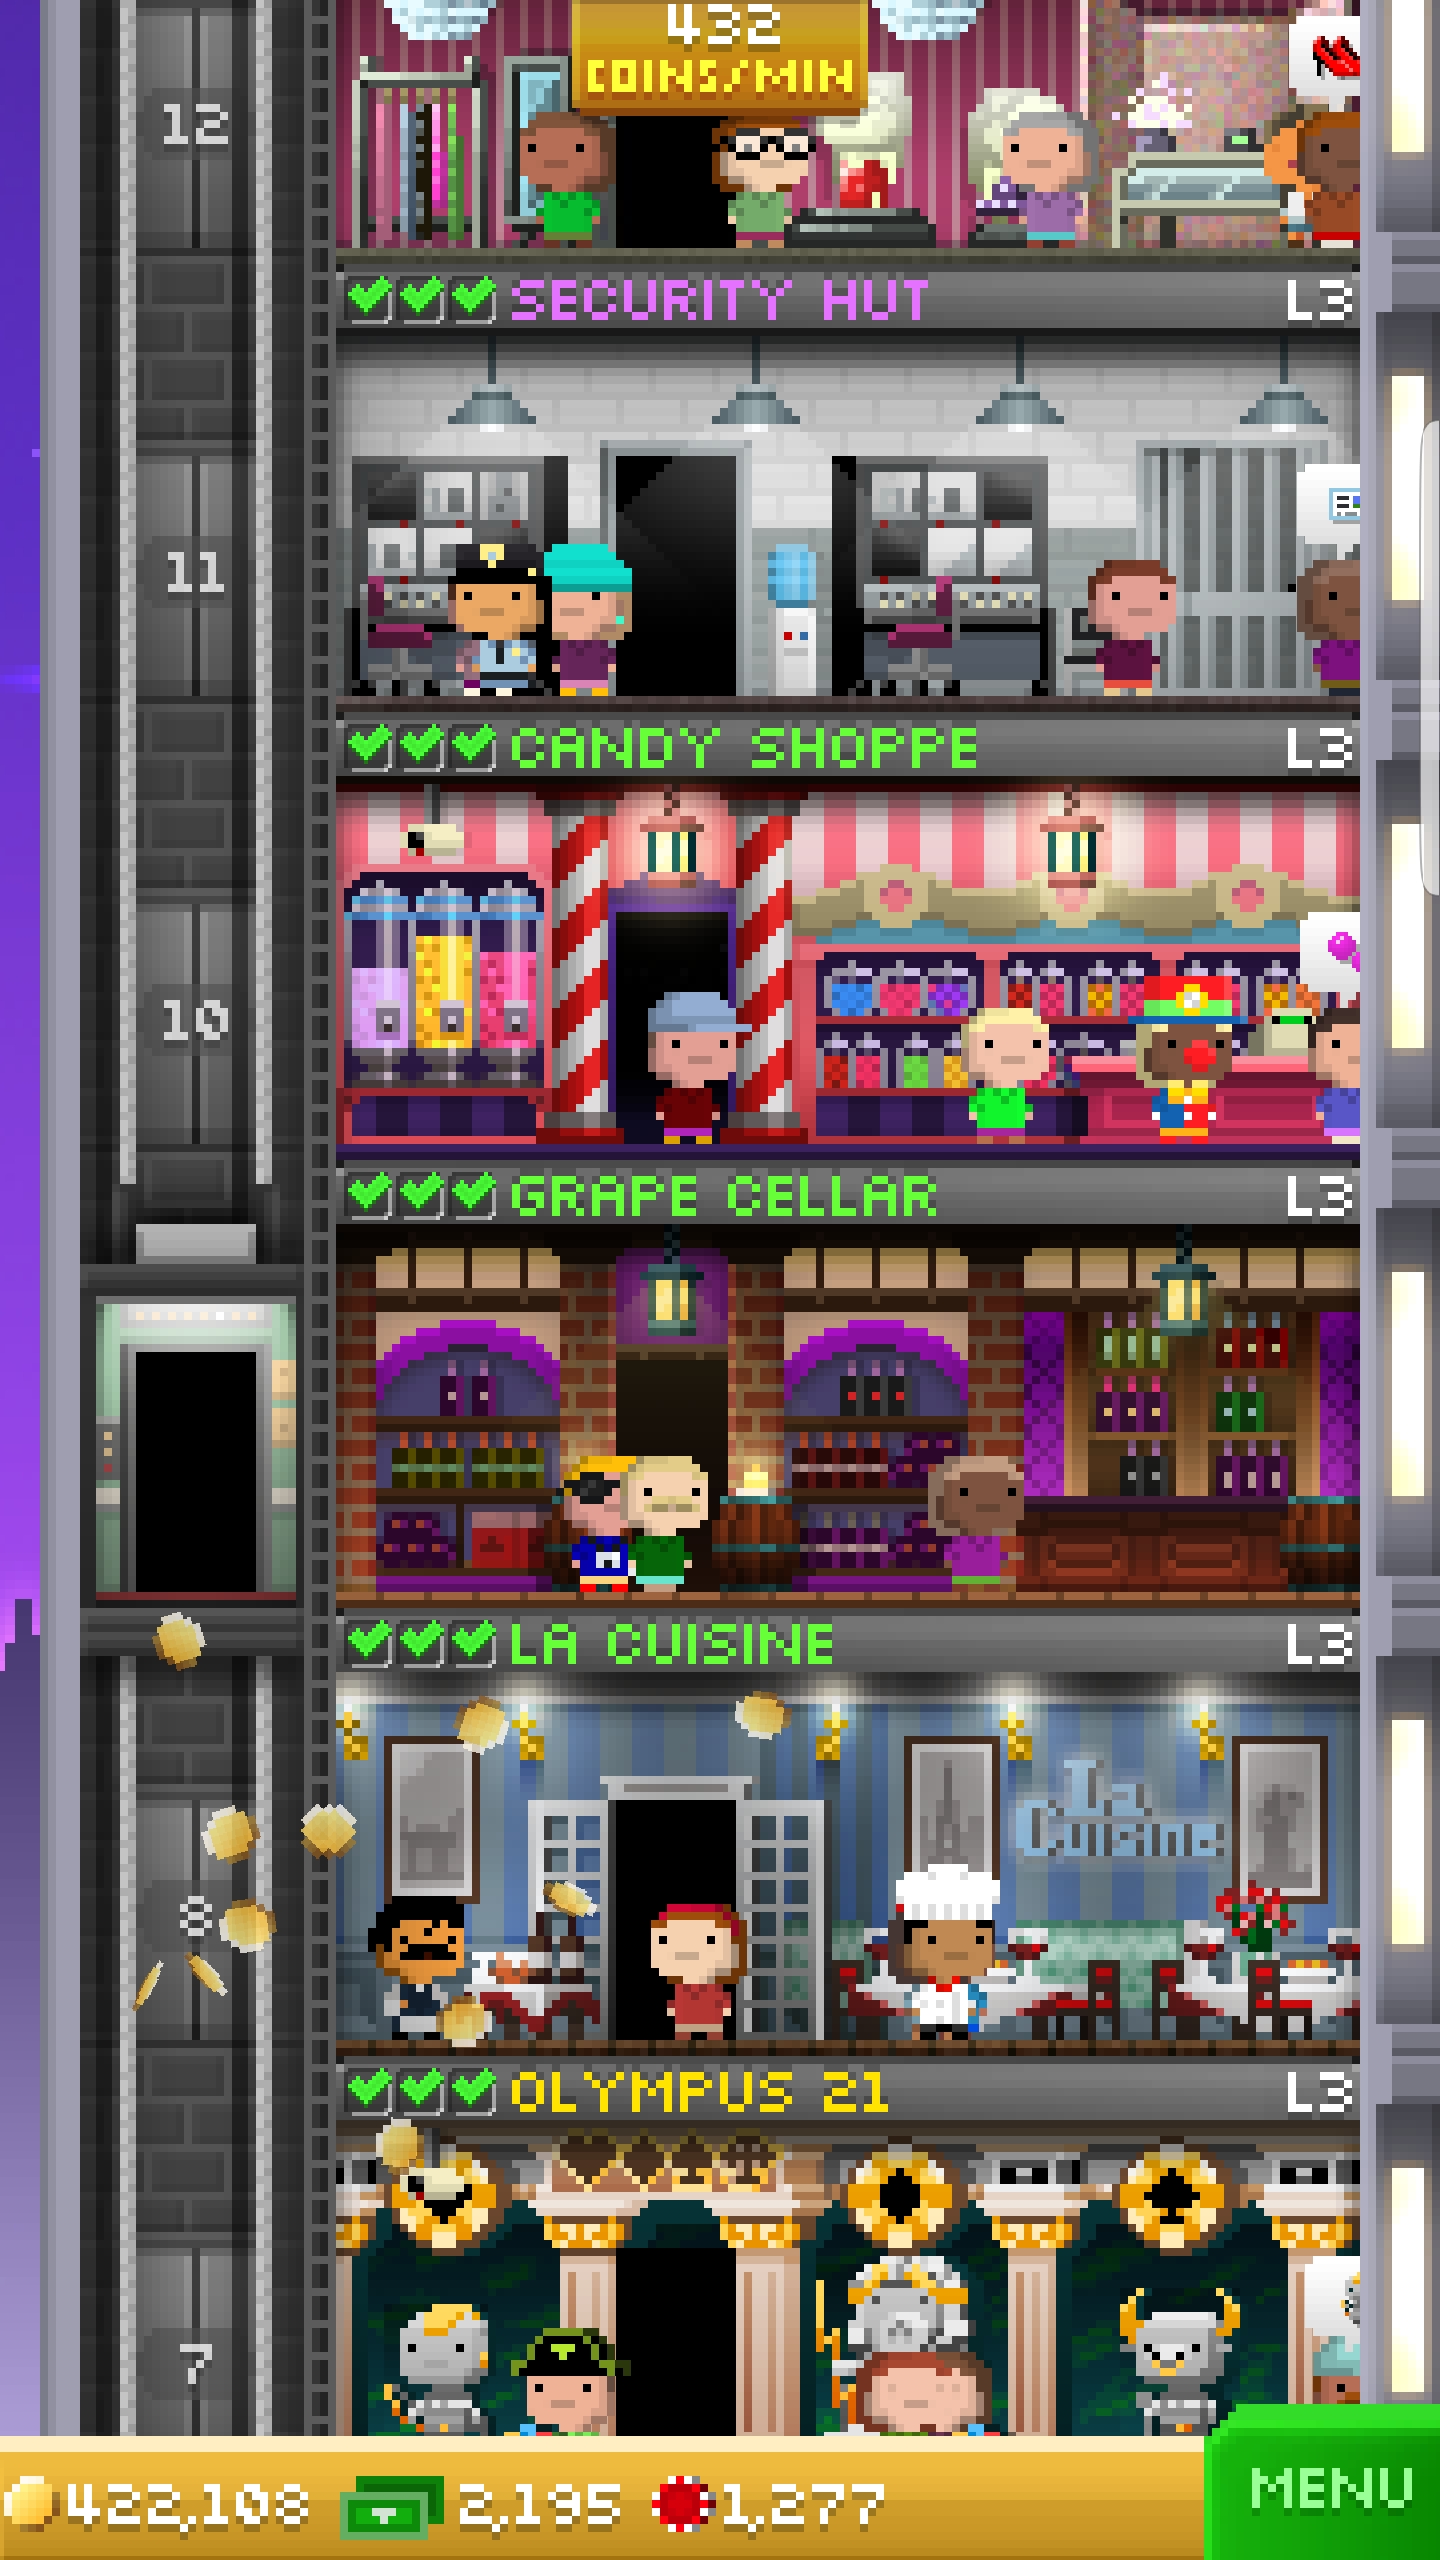 432
COINS/MIN
12
SECURITY HUT L3
11
CANDY SHOPPE L3
10
GRAPE CELLAR L3
LA CUISINE L3
La
Cuisine
8
OLYMPUS 21 L3
7
422,108 2,195 1,277 MENU